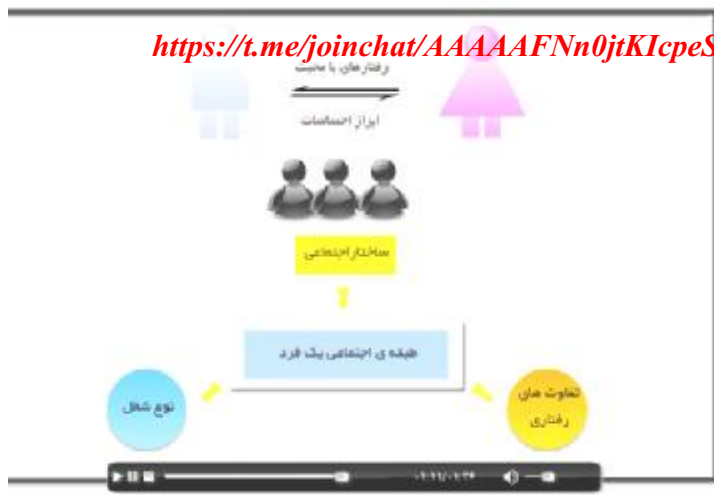 https://t.me/joinchat/AAAAAFNn0jtKIcpeS
رفتارهای با محبت
ابراز احساسات
ساختار اجتماعی
طبقه ی اجتماعی یک فرد
نوع شغل
تفاوت های
رفتاری